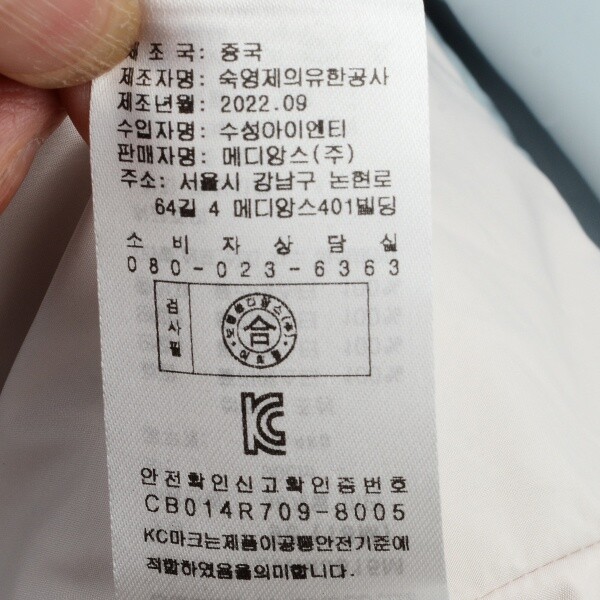 제조국: 중국
제조자명: 숙영제의유한공사
제조년월: 2022.09
수입자명: 수성아이엔티
판매자명: 메디앙스(주)
주소: 서울시 강남구 논현로
64길 4 메디앙스401빌딩
소 비 자 상 담 실
080-023-6363
검사필
合
KC
안전확인신고확인증번호
CB014R709-8005
KC마크는제품이공통안전기준에
적합하였음을의미합니다.